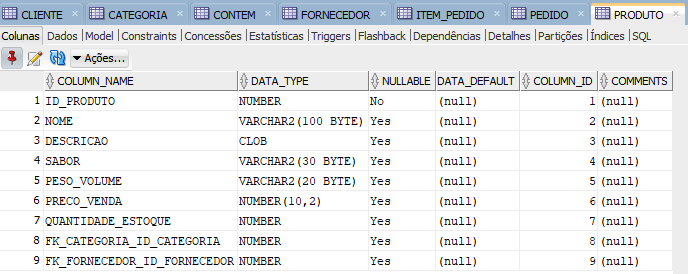 CLIENTE CATEGORIA CONTEM FORNECEDOR ITEM_PEDIDO PEDIDO PRODUTO
Colunas Dados Model Constraints Concessões Estatísticas Triggers Flashback Dependências Detalhes Partições Índices SQL
Ações...
COLUMN_NAME DATA_TYPE NULLABLE DATA_DEFAULT COLUMN_ID COMMENTS
1 ID_PRODUTO NUMBER No (null) 1 (null)
2 NOME VARCHAR2(100 BYTE) Yes (null) 2 (null)
3 DESCRICAO CLOB Yes (null) 3 (null)
4 SABOR VARCHAR2(30 BYTE) Yes (null) 4 (null)
5 PESO_VOLUME VARCHAR2(20 BYTE) Yes (null) 5 (null)
6 PRECO_VENDA NUMBER(10,2) Yes (null) 6 (null)
7 QUANTIDADE_ESTOQUE NUMBER Yes (null) 7 (null)
8 FK_CATEGORIA_ID_CATEGORIA NUMBER Yes (null) 8 (null)
9 FK_FORNECEDOR_ID_FORNECEDOR NUMBER Yes (null) 9 (null)